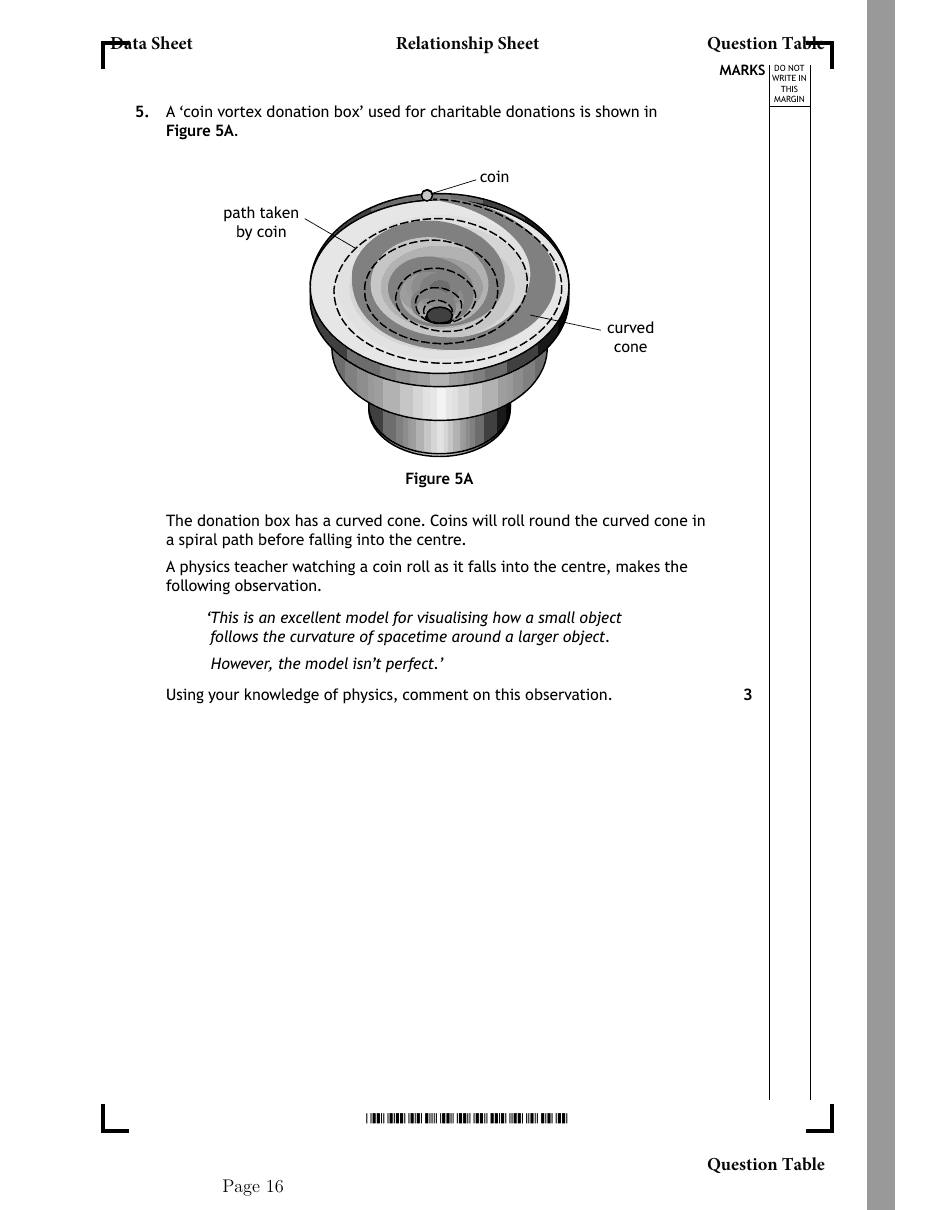 Data Sheet Relationship Sheet Question Table
MARKS
DO NOT
WRITE IN
THIS
MARGIN
5. A ‘coin vortex donation box’ used for charitable donations is shown in
Figure 5A.
coin
path taken
by coin
curved
cone
Figure 5A
The donation box has a curved cone. Coins will roll round the curved cone in
a spiral path before falling into the centre.
A physics teacher watching a coin roll as it falls into the centre, makes the
following observation.
‘This is an excellent model for visualising how a small object
follows the curvature of spacetime around a larger object.
However, the model isn’t perfect.’
Using your knowledge of physics, comment on this observation. 3
Question Table
Page 16